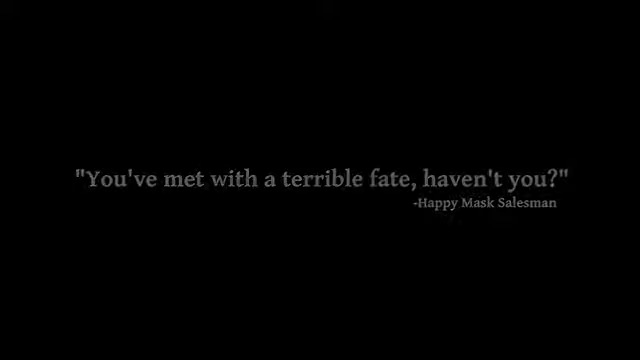 "You've met with a terrible fate, haven't you?"
-Happy Mask Salesman